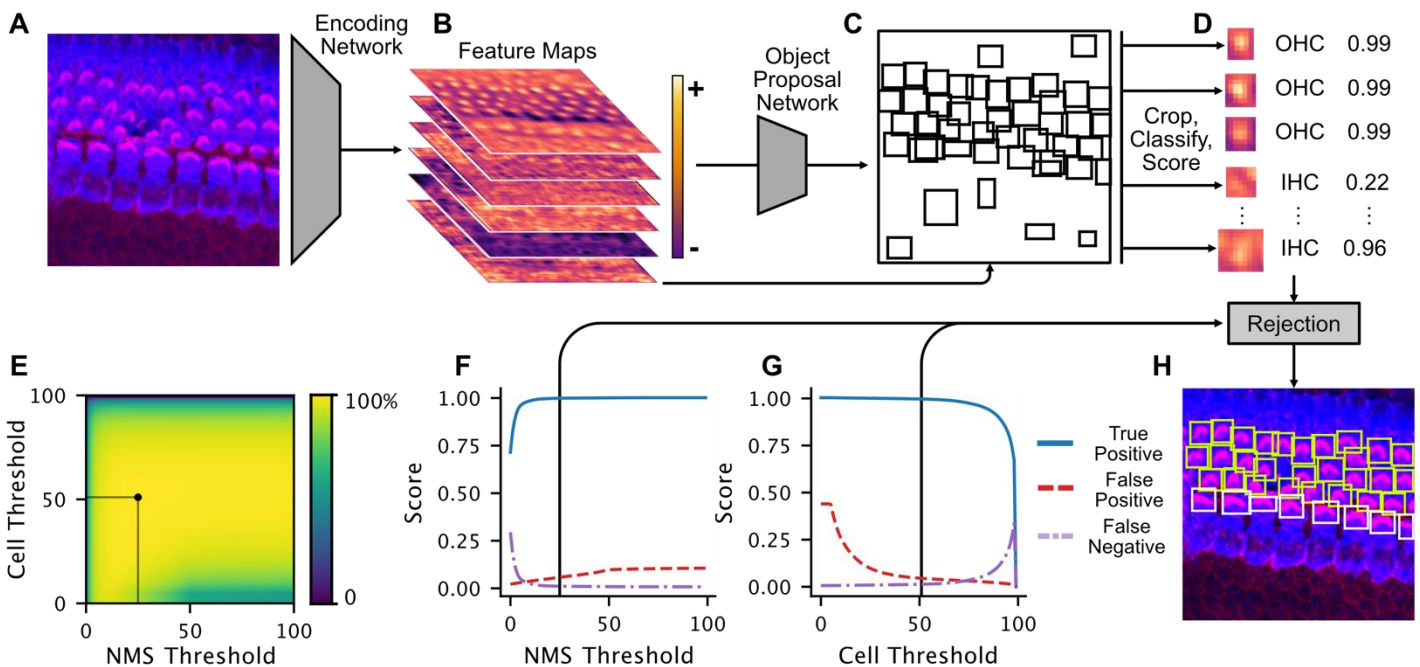 A
Encoding
Network
B
Feature Maps
+
-
Object
Proposal
Network
C
Crop,
Classify,
Score
D
OHC 0.99
OHC 0.99
OHC 0.99
IHC 0.22
⋮ ⋮ ⋮
IHC 0.96
Rejection
E
Cell Threshold
100
50
0
0 50 100
NMS Threshold
100%
0
F
Score
1.00
0.75
0.50
0.25
0.00
0 50 100
NMS Threshold
G
Score
1.00
0.75
0.50
0.25
0.00
0 50 100
Cell Threshold
True
Positive
False
Positive
False
Negative
H